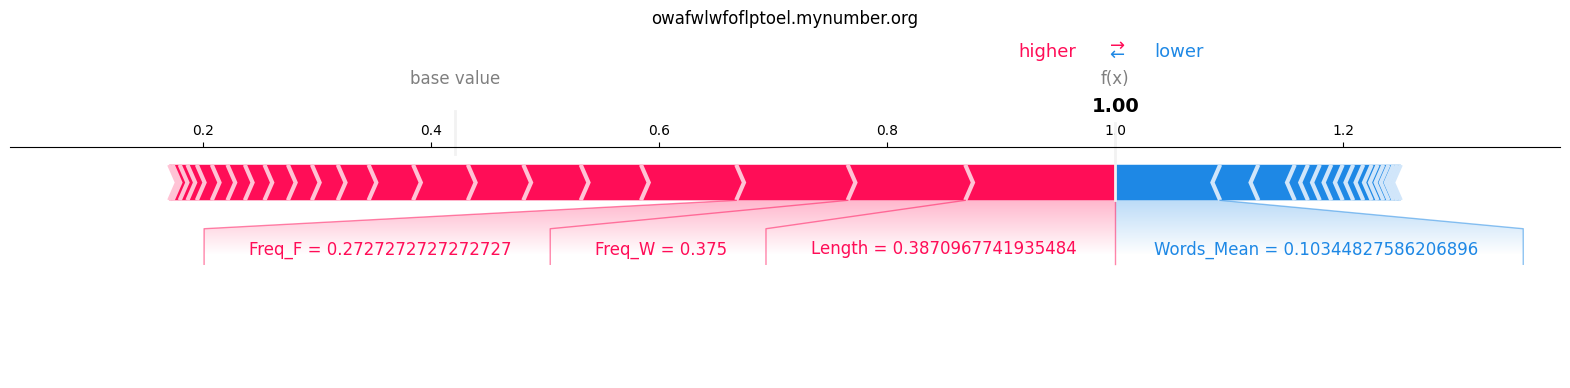 owafwlwfoflptoel.mynumber.org
higher ⇄ lower
base value f(x)
1.00
0.2 0.4 0.6 0.8 1.0 1.2
Freq_F = 0.2727272727272727 Freq_W = 0.375 Length = 0.3870967741935484 Words_Mean = 0.10344827586206896